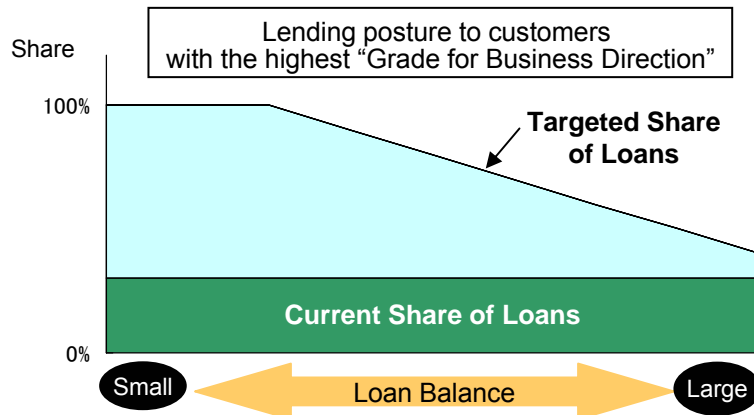 Lending posture to customers
with the highest “Grade for Business Direction”
Share
100%
Targeted Share
of Loans
Current Share of Loans
0%
Small
Loan Balance
Large